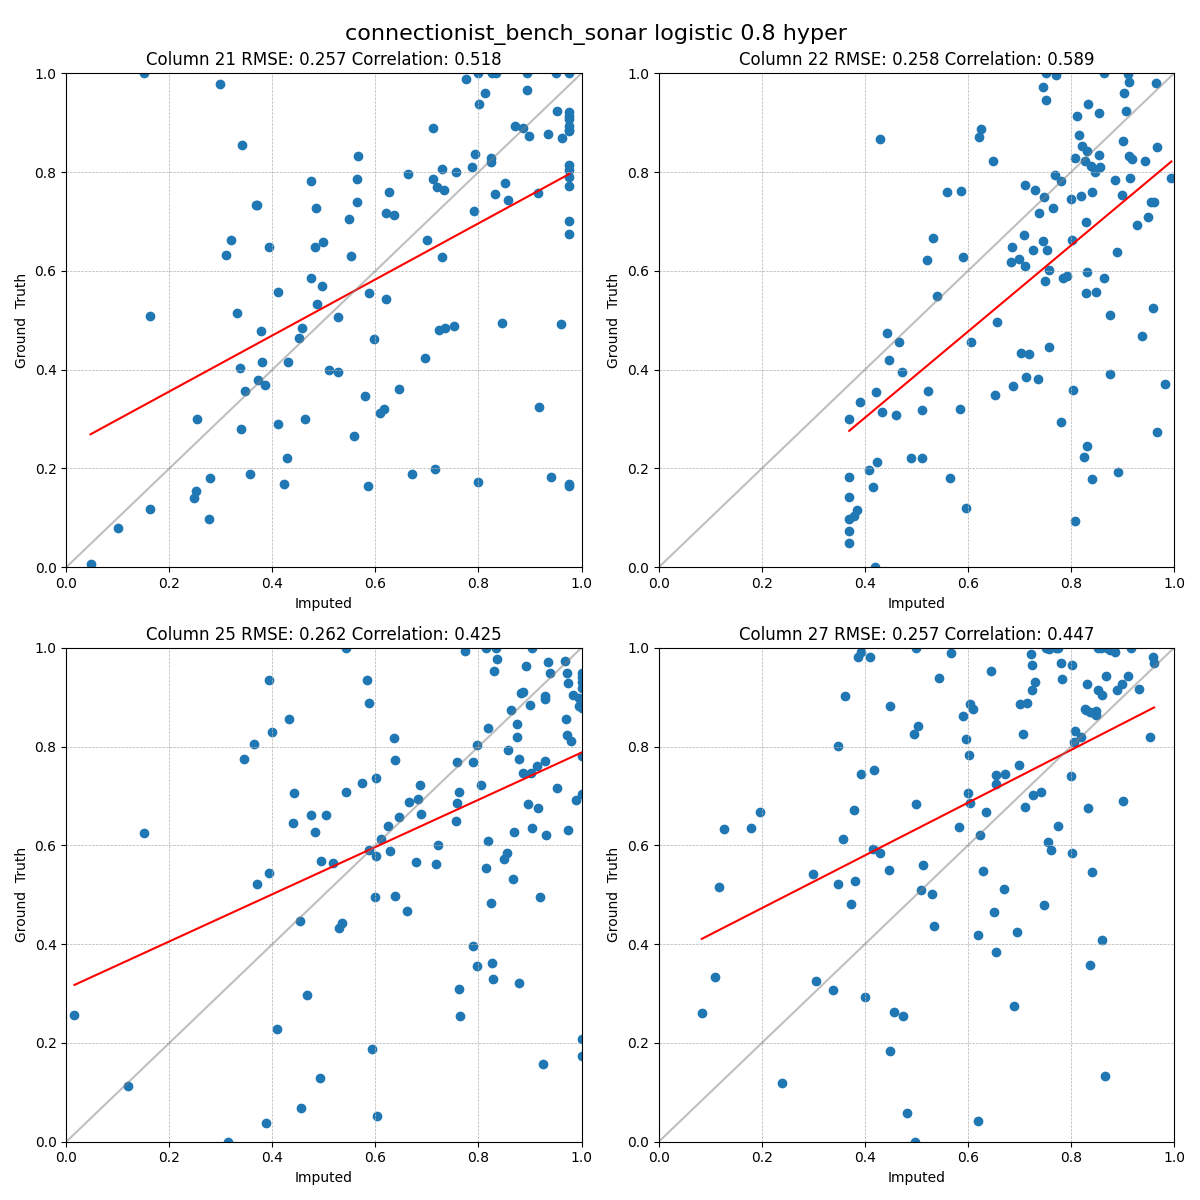 connectionist_bench_sonar logistic 0.8 hyper
Column 21 RMSE: 0.257 Correlation: 0.518
1.0
0.8
0.6
0.4
0.2
0.0
Ground Truth
0.0 0.2 0.4 0.6 0.8 1.0
Imputed
Column 22 RMSE: 0.258 Correlation: 0.589
1.0
0.8
0.6
0.4
0.2
0.0
Ground Truth
0.0 0.2 0.4 0.6 0.8 1.0
Imputed
Column 25 RMSE: 0.262 Correlation: 0.425
1.0
0.8
0.6
0.4
0.2
0.0
Ground Truth
0.0 0.2 0.4 0.6 0.8 1.0
Imputed
Column 27 RMSE: 0.257 Correlation: 0.447
1.0
0.8
0.6
0.4
0.2
0.0
Ground Truth
0.0 0.2 0.4 0.6 0.8 1.0
Imputed